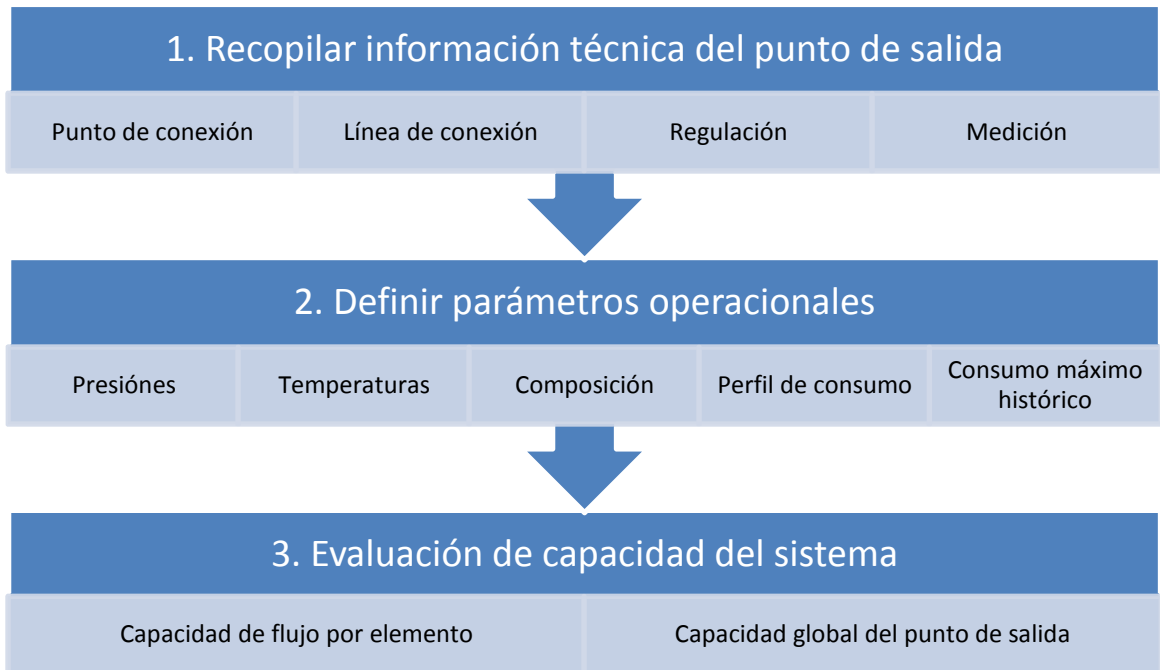 1. Recopilar información técnica del punto de salida
Punto de conexión
Línea de conexión
Regulación
Medición
2. Definir parámetros operacionales
Presiónes
Temperaturas
Composición
Perfil de consumo
Consumo máximo
histórico
3. Evaluación de capacidad del sistema
Capacidad de flujo por elemento
Capacidad global del punto de salida